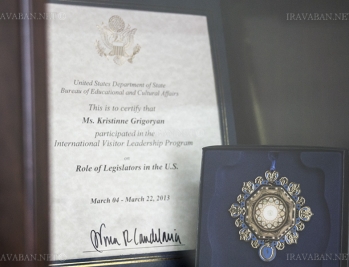 IRAVABAN.NET
IRAVABAN.NET
United States Department of State
Bureau of Educational and Cultural Affairs
This is to certify that
Ms. Kristinne Grigoryan
participated in the
International Visitor Leadership Program
on
Role of Legislators in the U.S.
March 04 - March 22, 2013
IRAVABAN.NET
IRAVABAN.NET